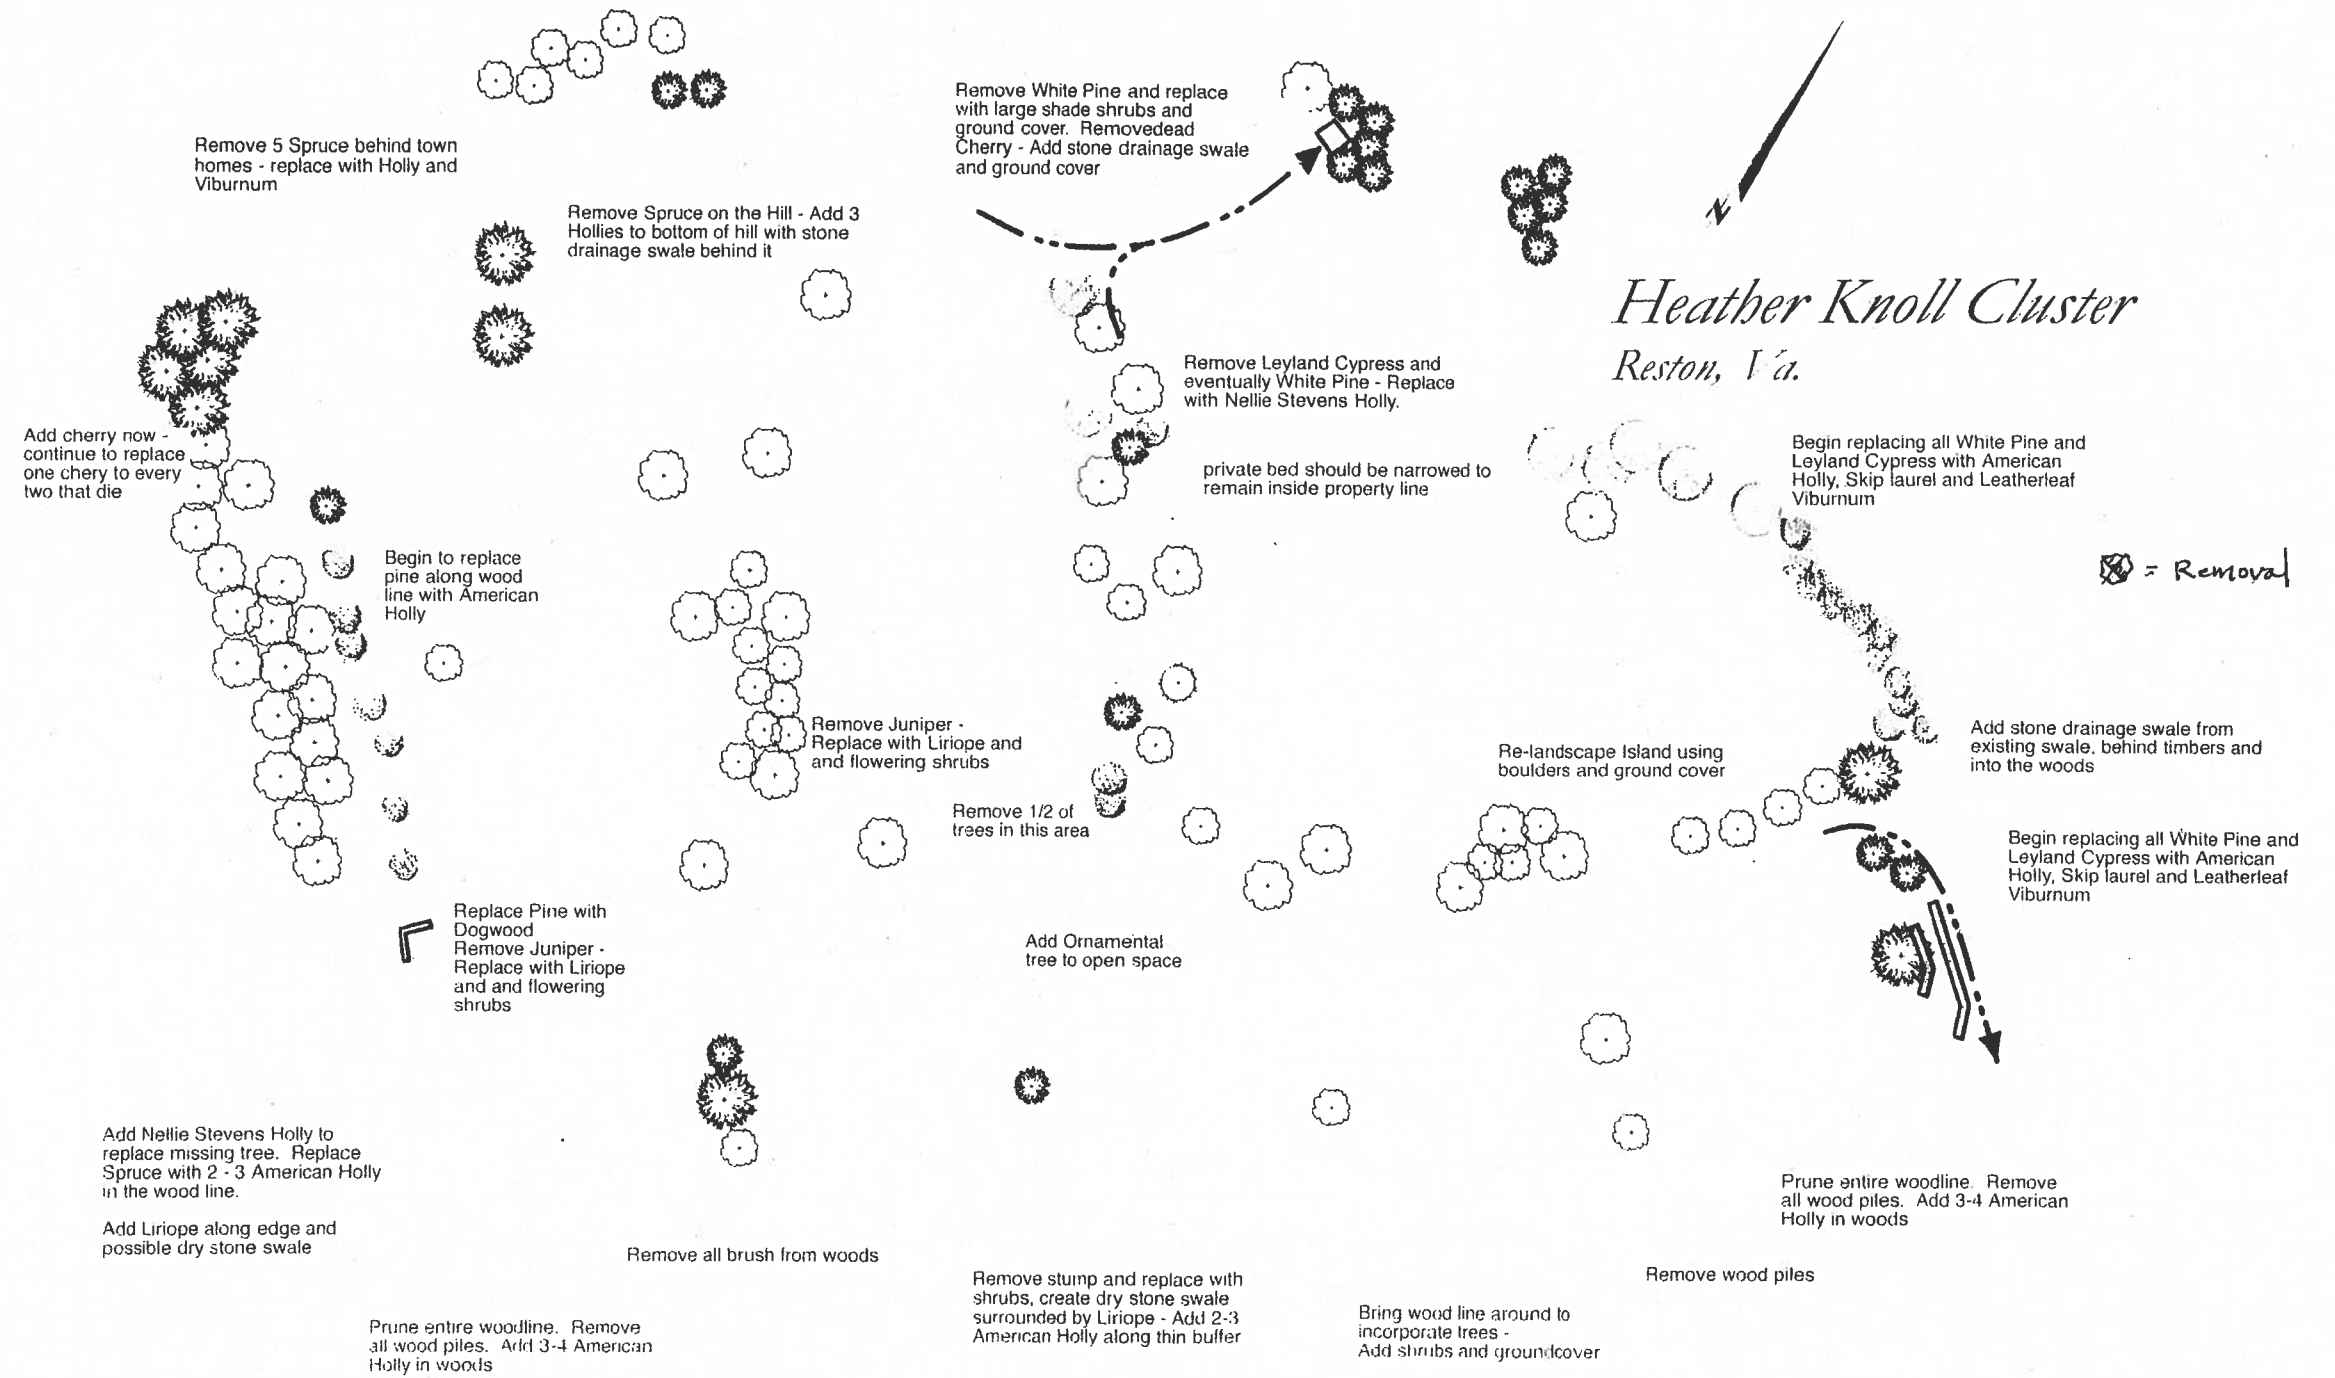 Remove 5 Spruce behind town
homes - replace with Holly and
Viburnum
Remove Spruce on the Hill - Add 3
Hollies to bottom of hill with stone
drainage swale behind it
Remove White Pine and replace
with large shade shrubs and
ground cover. Removedead
Cherry - Add stone drainage swale
and ground cover
N
Heather Knoll Cluster
Reston, Va.
Remove Leyland Cypress and
eventually White Pine - Replace
with Nellie Stevens Holly.
private bed should be narrowed to
remain inside property line
Begin replacing all White Pine and
Leyland Cypress with American
Holly, Skip laurel and Leatherleaf
Viburnum
= Removal
Add cherry now -
continue to replace
one chery to every
two that die
Begin to replace
pine along wood
line with American
Holly
Remove Juniper -
Replace with Liriope and
and flowering shrubs
Remove 1/2 of
trees in this area
Re-landscape Island using
boulders and ground cover
Add stone drainage swale from
existing swale, behind timbers and
into the woods
Begin replacing all White Pine and
Leyland Cypress with American
Holly, Skip laurel and Leatherleaf
Viburnum
Replace Pine with
Dogwood
Remove Juniper -
Replace with Liriope
and and flowering
shrubs
Add Ornamental
tree to open space
Add Nellie Stevens Holly to
replace missing tree. Replace
Spruce with 2 - 3 American Holly
in the wood line.
Add Liriope along edge and
possible dry stone swale
Remove all brush from woods
Prune entire woodline. Remove
all wood piles. Add 3-4 American
Holly in woods
Remove stump and replace with
shrubs, create dry stone swale
surrounded by Liriope - Add 2-3
American Holly along thin buffer
Bring wood line around to
incorporate trees -
Add shrubs and groundcover
Remove wood piles
Prune entire woodline. Remove
all wood piles. Add 3-4 American
Holly in woods